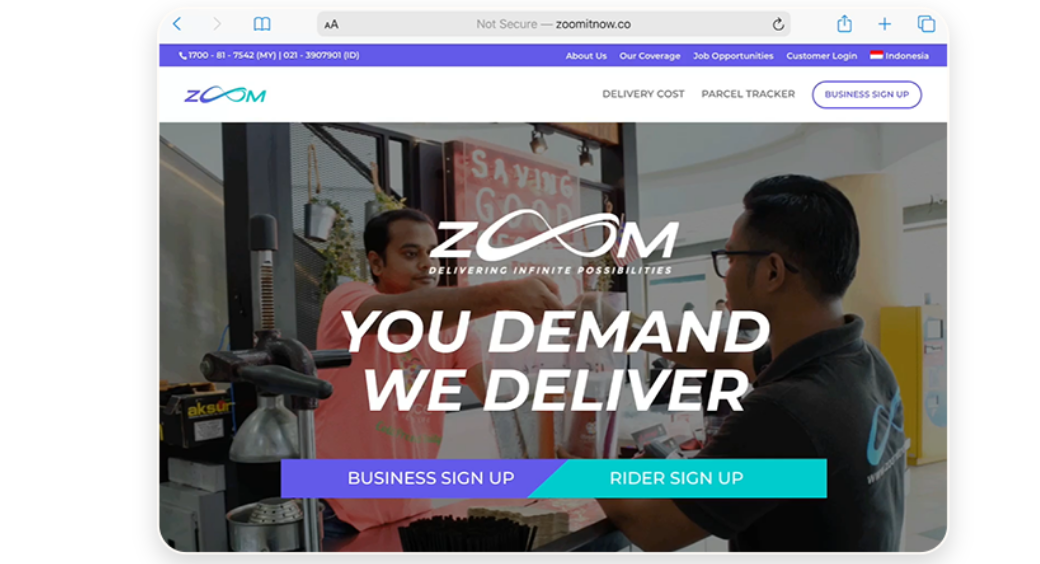 AA
Not Secure — zoomitnow.co
1700 - 81 - 7542 (MY) | 021 - 3907901 (ID)
About Us Our Coverage Job Opportunities Customer Login Indonesia
ZOOM
DELIVERY COST PARCEL TRACKER BUSINESS SIGN UP
SAVING
GOOD
ZOOM
DELIVERING INFINITE POSSIBILITIES
YOU DEMAND
WE DELIVER
aksur
BUSINESS SIGN UP RIDER SIGN UP